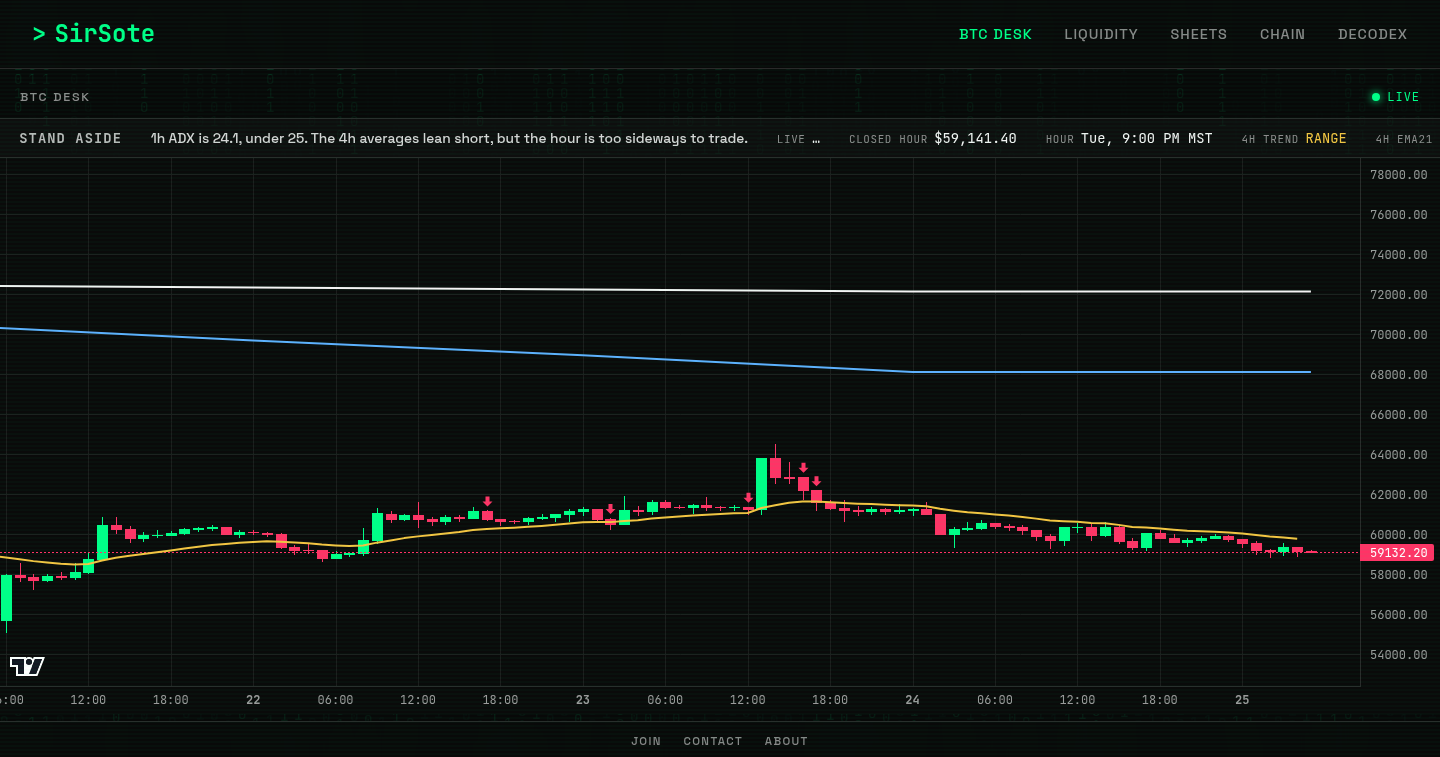 > SirSote
BTC DESK LIQUIDITY SHEETS CHAIN DECODEX
BTC DESK
LIVE
STAND ASIDE 1h ADX is 24.1, under 25. The 4h averages lean short, but the hour is too sideways to trade. LIVE … CLOSED HOUR $59,141.40 HOUR Tue, 9:00 PM MST 4H TREND RANGE 4H EMA21
78000.00
76000.00
74000.00
72000.00
70000.00
68000.00
66000.00
64000.00
62000.00
60000.00
59132.20
58000.00
56000.00
54000.00
:00 12:00 18:00 22 06:00 12:00 18:00 23 06:00 12:00 18:00 24 06:00 12:00 18:00 25
JOIN CONTACT ABOUT